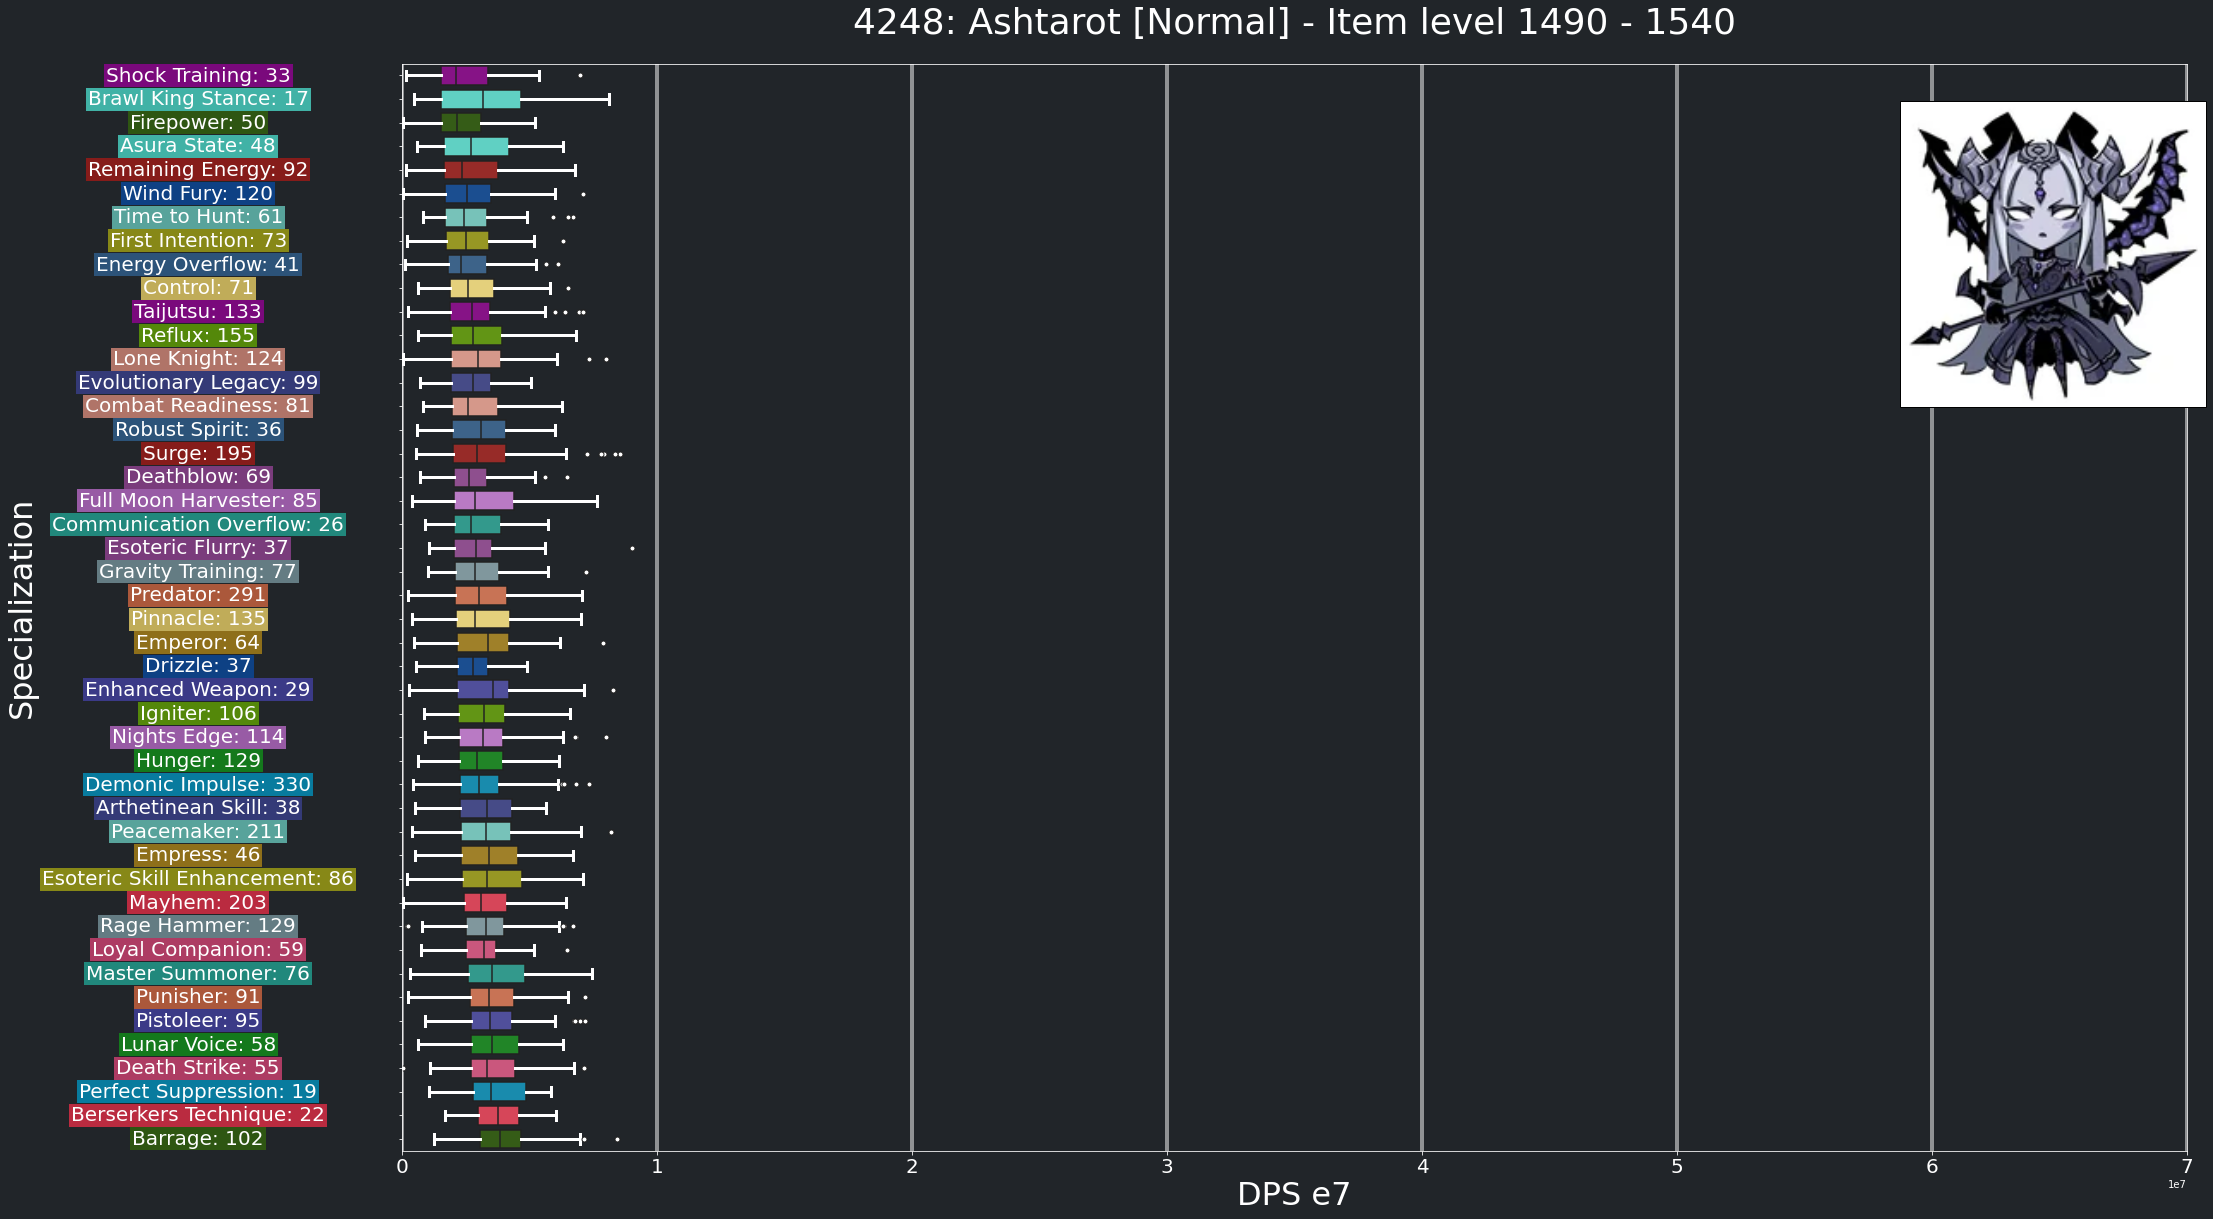 4248: Ashtarot [Normal] - Item level 1490 - 1540
Shock Training: 33
Brawl King Stance: 17
Firepower: 50
Asura State: 48
Remaining Energy: 92
Wind Fury: 120
Time to Hunt: 61
First Intention: 73
Energy Overflow: 41
Control: 71
Taijutsu: 133
Reflux: 155
Lone Knight: 124
Evolutionary Legacy: 99
Combat Readiness: 81
Robust Spirit: 36
Surge: 195
Deathblow: 69
Full Moon Harvester: 85
Communication Overflow: 26
Esoteric Flurry: 37
Gravity Training: 77
Predator: 291
Pinnacle: 135
Emperor: 64
Drizzle: 37
Enhanced Weapon: 29
Igniter: 106
Nights Edge: 114
Hunger: 129
Demonic Impulse: 330
Arthetinean Skill: 38
Peacemaker: 211
Empress: 46
Esoteric Skill Enhancement: 86
Mayhem: 203
Rage Hammer: 129
Loyal Companion: 59
Master Summoner: 76
Punisher: 91
Pistoleer: 95
Lunar Voice: 58
Death Strike: 55
Perfect Suppression: 19
Berserkers Technique: 22
Barrage: 102
Specialization
0 1 2 3 4 5 6 7
1e7
DPS e7